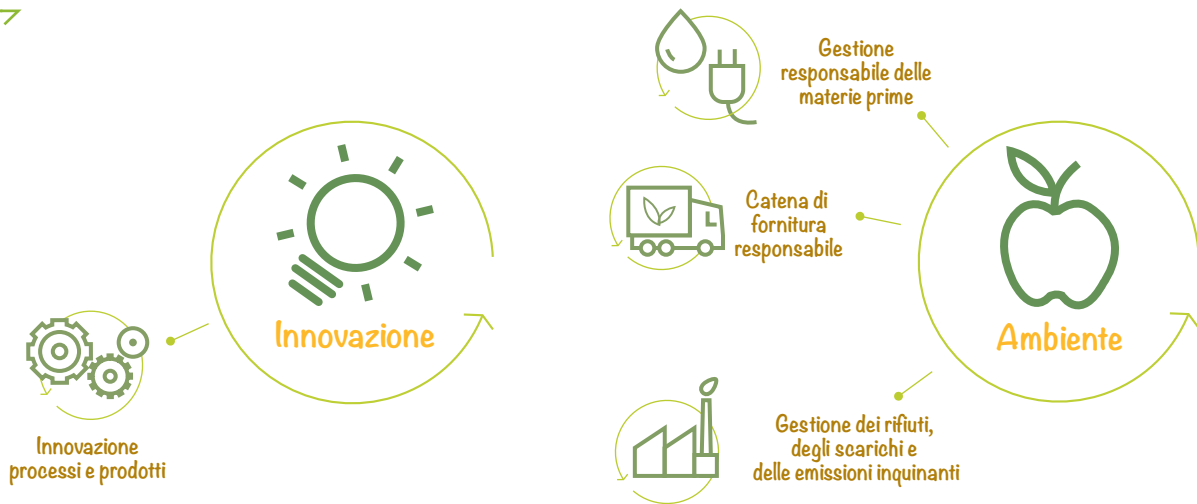 Innovazione
Innovazione
processi e prodotti
Gestione
responsabile delle
materie prime
Catena di
fornitura
responsabile
Ambiente
Gestione dei rifiuti,
degli scarichi e
delle emissioni inquinanti